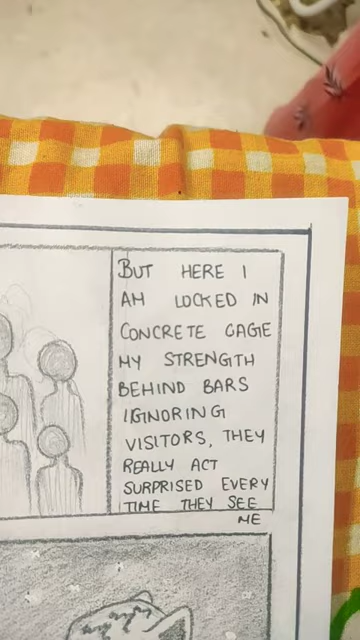 BUT HERE I
AM LOCKED IN
CONCRETE CAGE
MY STRENGTH
BEHIND BARS
IGNORING
VISITORS, THEY
REALLY ACT
SURPRISED EVERY
TIME THEY SEE
ME